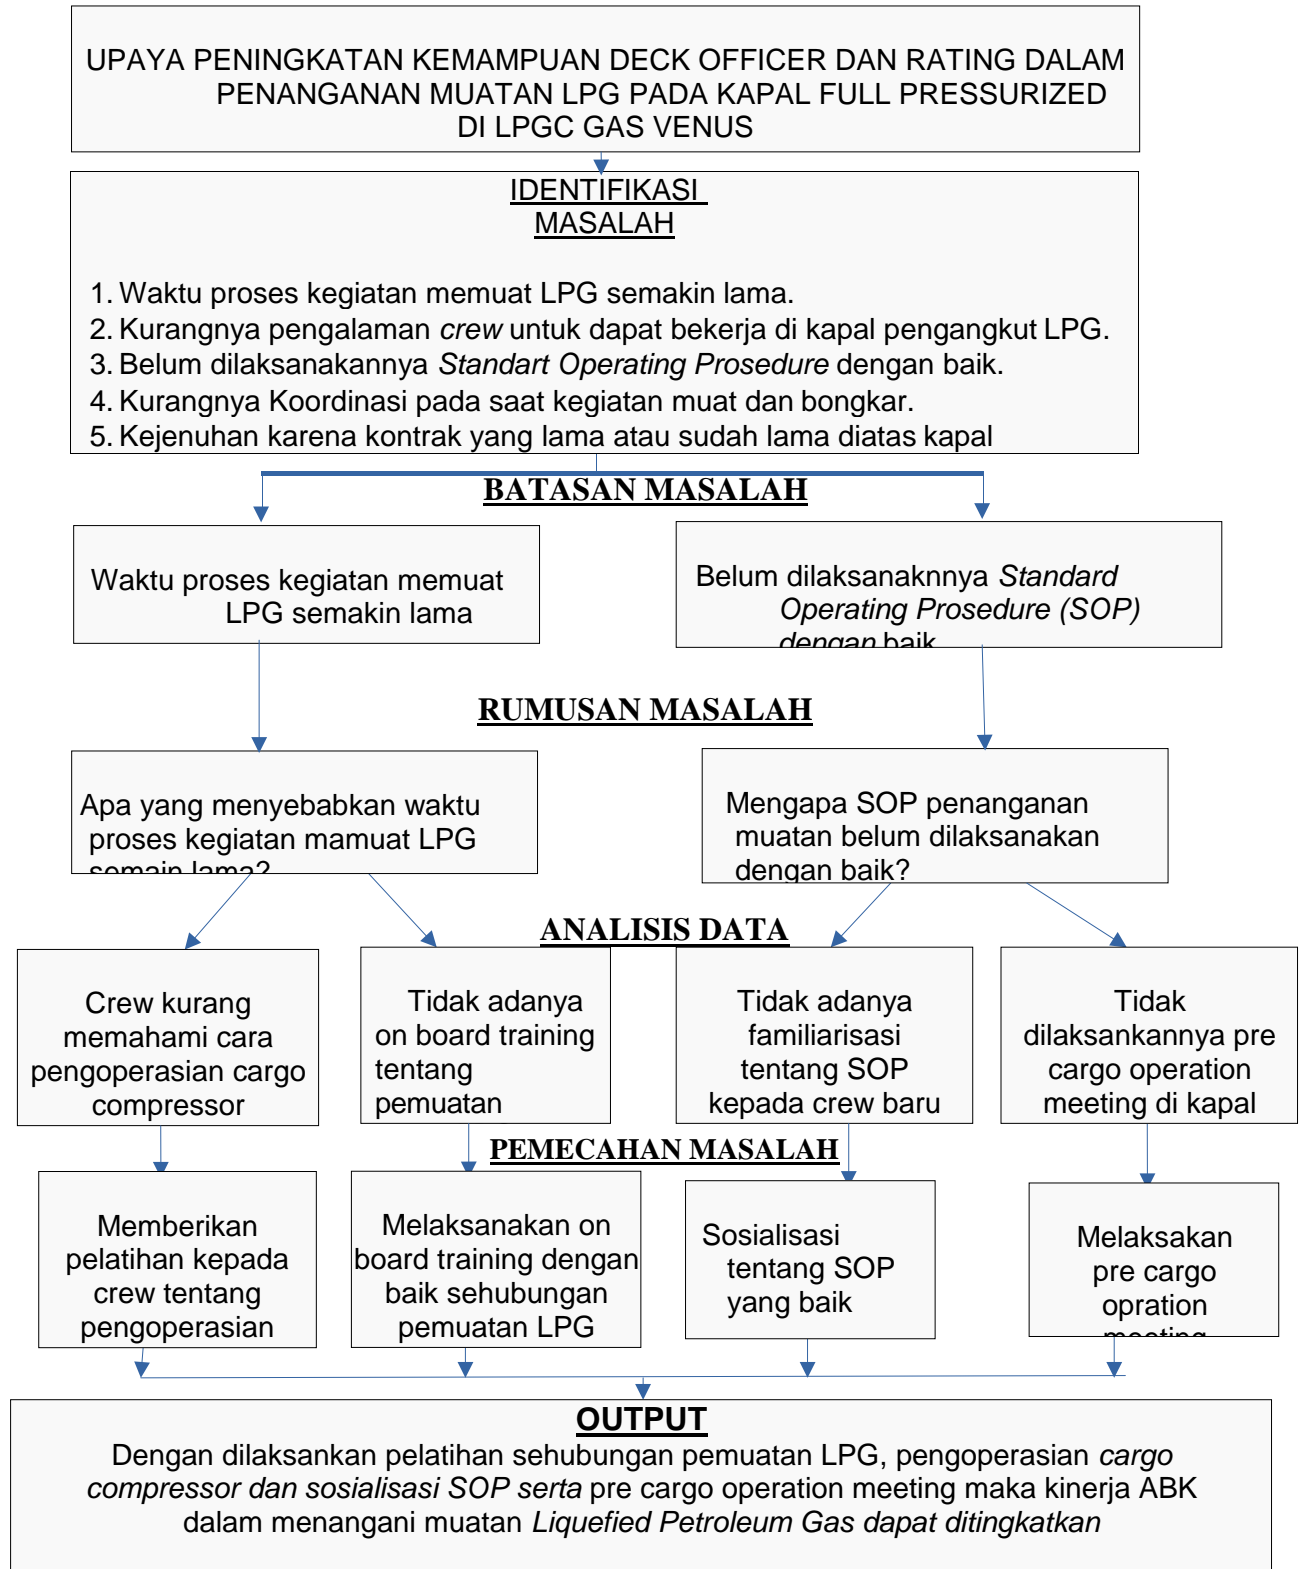 UPAYA PENINGKATAN KEMAMPUAN DECK OFFICER DAN RATING DALAM
PENANGANAN MUATAN LPG PADA KAPAL FULL PRESSURIZED
DI LPGC GAS VENUS
IDENTIFIKASI
MASALAH
1. Waktu proses kegiatan memuat LPG semakin lama.
2. Kurangnya pengalaman crew untuk dapat bekerja di kapal pengangkut LPG.
3. Belum dilaksanakannya Standart Operating Prosedure dengan baik.
4. Kurangnya Koordinasi pada saat kegiatan muat dan bongkar.
5. Kejenuhan karena kontrak yang lama atau sudah lama diatas kapal
BATASAN MASALAH
Waktu proses kegiatan memuat
LPG semakin lama
Belum dilaksanaknnya Standard
Operating Prosedure (SOP)
dengan baik
RUMUSAN MASALAH
Apa yang menyebabkan waktu
proses kegiatan mamuat LPG
semain lama?
Mengapa SOP penanganan
muatan belum dilaksanakan
dengan baik?
ANALISIS DATA
Crew kurang
memahami cara
pengoperasian cargo
compressor
Tidak adanya
on board training
tentang
pemuatan
Tidak adanya
familiarisasi
tentang SOP
kepada crew baru
Tidak
dilaksankannya pre
cargo operation
meeting di kapal
PEMECAHAN MASALAH
Memberikan
pelatihan kepada
crew tentang
pengoperasian
Melaksanakan on
board training dengan
baik sehubungan
pemuatan LPG
Sosialisasi
tentang SOP
yang baik
Melaksakan
pre cargo
opration
meeting
OUTPUT
Dengan dilaksankan pelatihan sehubungan pemuatan LPG, pengoperasian cargo
compressor dan sosialisasi SOP serta pre cargo operation meeting maka kinerja ABK
dalam menangani muatan Liquefied Petroleum Gas dapat ditingkatkan